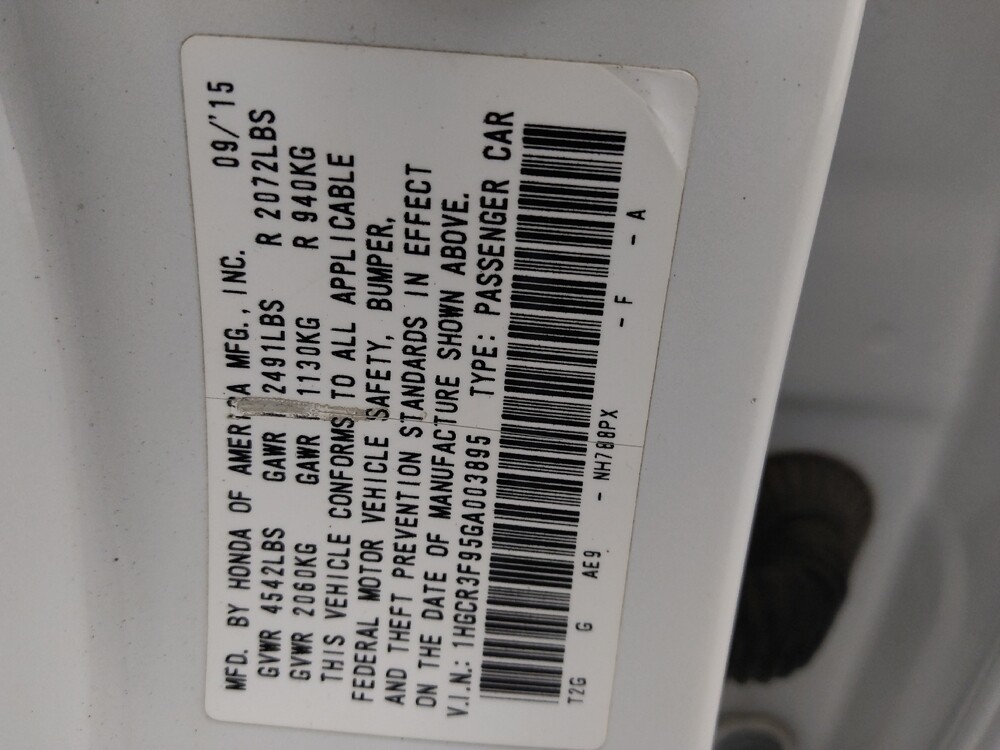 MFD. BY HONDA OF AMERICA MFG., INC. 09/'15
GVWR 4542LBS GAWR F 2491LBS R 2072LBS
GVWR 2060KG GAWR F 1130KG R 940KG
THIS VEHICLE CONFORMS TO ALL APPLICABLE
FEDERAL MOTOR VEHICLE SAFETY, BUMPER,
AND THEFT PREVENTION STANDARDS IN EFFECT
ON THE DATE OF MANUFACTURE SHOWN ABOVE.
V.I.N.: 1HGCR3F95GA003895 TYPE: PASSENGER CAR
T2G G AE9 - NH788PX - F - A